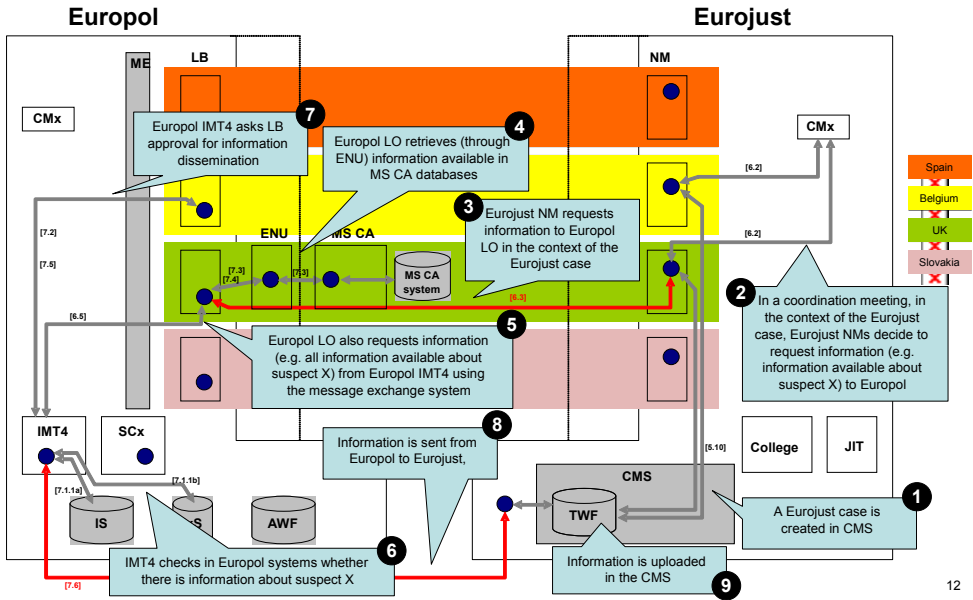 Europol
Eurojust
ME
LB
NM
CMx
CMx
7
Europol IMT4 asks LB
approval for information
dissemination
4
Europol LO retrieves (through
ENU) information available in
MS CA databases
[6.2]
Spain
Belgium
UK
Slovakia
3
Eurojust NM requests
information to Europol
LO in the context of the
Eurojust case
[7.2]
[7.5]
ENU
MS CA
[6.2]
[7.3]
[7.4]
[7.3]
MS CA
system
[6.3]
2
In a coordination meeting, in
the context of the Eurojust
case, Eurojust NMs decide to
request information (e.g.
information available about
suspect X) to Europol
[6.5]
5
Europol LO also requests information
(e.g. all information available about
suspect X) from Europol IMT4 using
the message exchange system
IMT4
SCx
8
Information is sent from
Europol to Eurojust,
[5.10]
College
JIT
[7.1.1a]
[7.1.1b]
IS
AWF
CMS
TWF
1
A Eurojust case is
created in CMS
6
IMT4 checks in Europol systems whether
there is information about suspect X
Information is uploaded
in the CMS
9
[7.6]
12